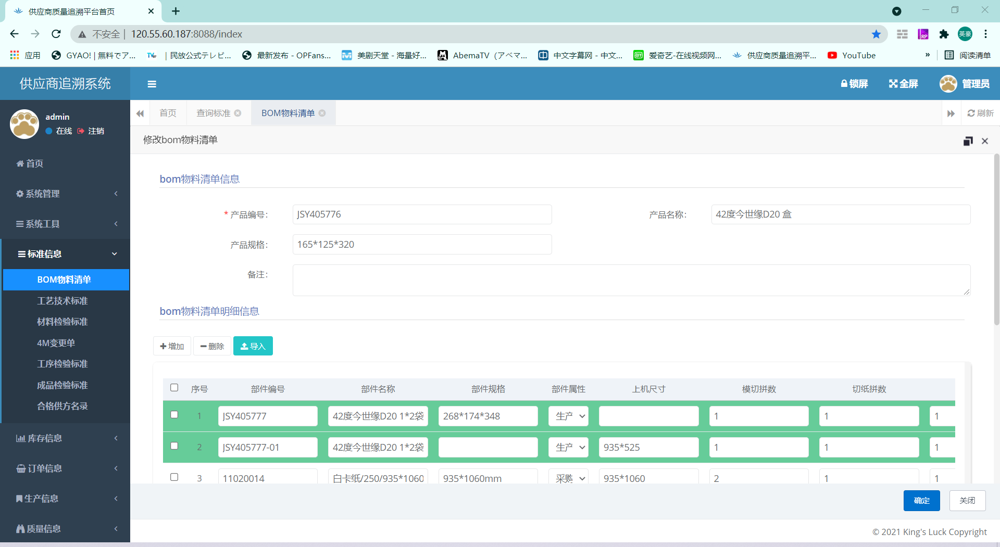 供应商质量追溯平台首页
不安全 | 120.55.60.187:8088/index
英豪
应用
GYAO! | 無料でア...
| 民放公式テレビ...
最新发布 - OPFans...
美剧天堂 - 海量好...
AbemaTV（アベマ...
中文字幕网 - 中文...
爱奇艺-在线视频网...
供应商质量追溯平...
YouTube
»
阅读清单
供应商追溯系统
锁屏
全屏
管理员
admin
在线 注销
首页
查询标准
BOM物料清单
刷新
修改bom物料清单
首页
系统管理
系统工具
标准信息
BOM物料清单
工艺技术标准
材料检验标准
4M变更单
工序检验标准
成品检验标准
合格供方名录
库存信息
订单信息
生产信息
质量信息
bom物料清单信息
* 产品编号： JSY405776 产品名称： 42度今世缘D20 盒
产品规格： 165*125*320
备注：
bom物料清单明细信息
增加 删除 导入
序号 部件编号 部件名称 部件规格 部件属性 上机尺寸 模切拼数 切纸拼数
1 JSY405777 42度今世缘D20 1*2袋 268*174*348 生产 1 1 1
2 JSY405777-01 42度今世缘D20 1*2袋 生产 935*525 1 1 1
3 11020014 白卡纸/250/935*1060 935*1060mm 采购 935*1060 2 1 1
确定 关闭
© 2021 King's Luck Copyright